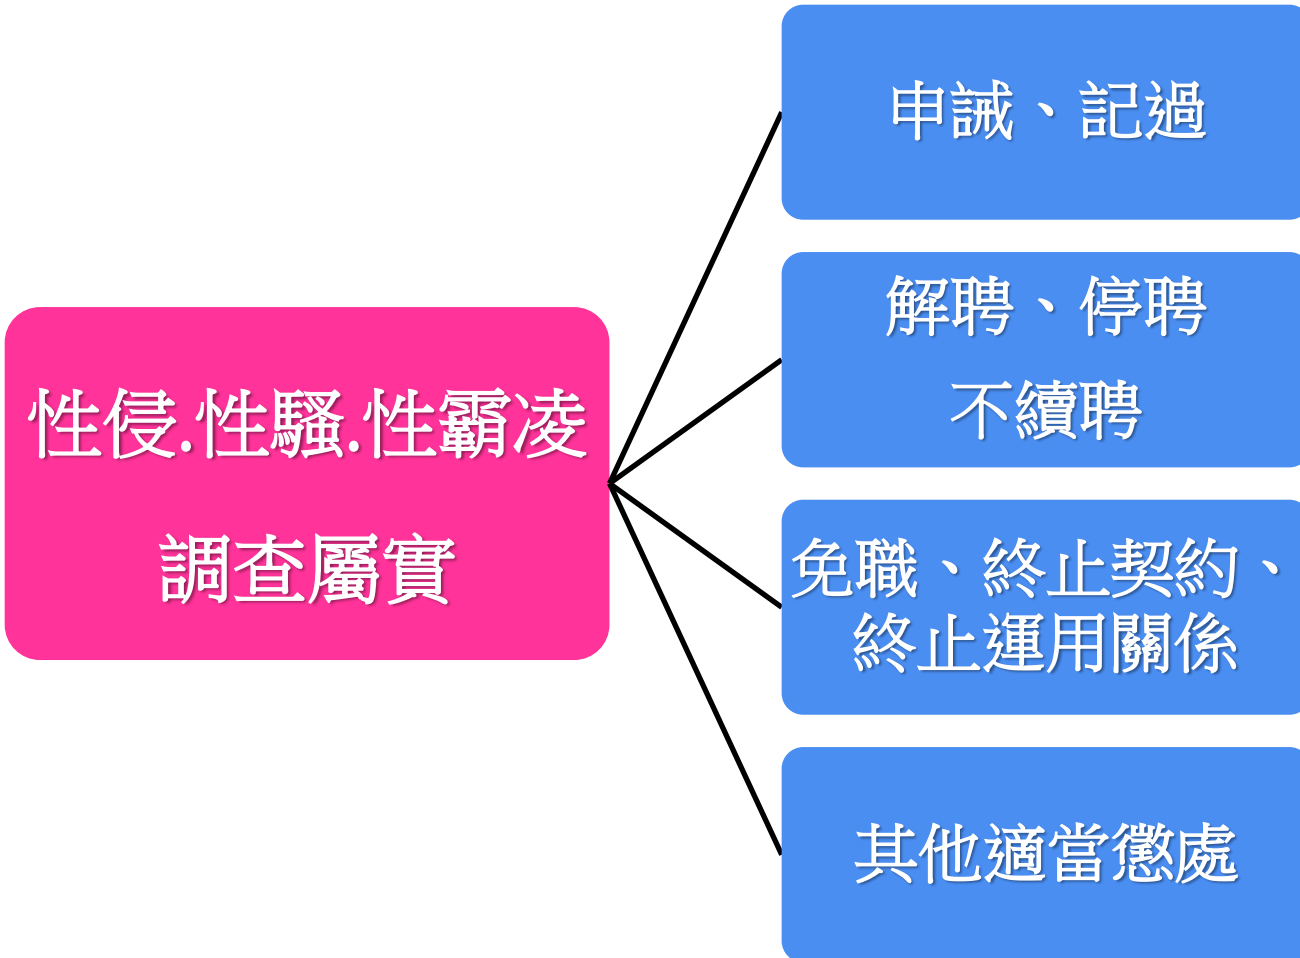 性侵.性騷.性霸凌
調查屬實
申誡、記過
解聘、停聘
不續聘
免職、終止契約、
終止運用關係
其他適當懲處